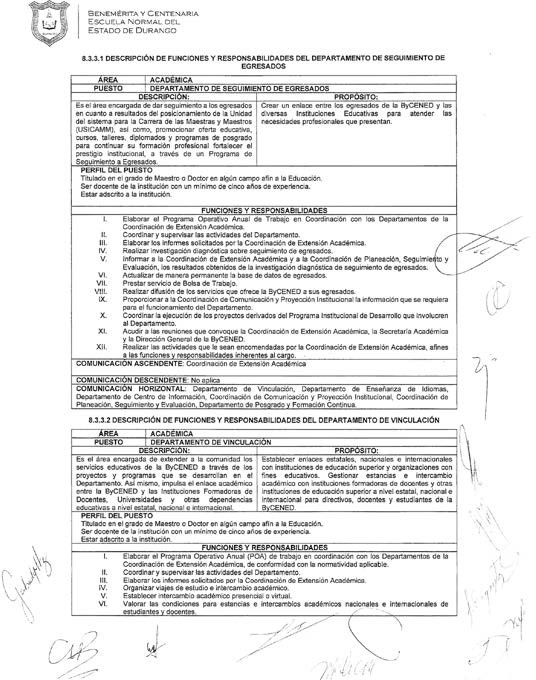 BENEMÉRITA Y CENTENARIA
ESCUELA NORMAL DEL
ESTADO DE DURANGO
8.3.3.1 DESCRIPCIÓN DE FUNCIONES Y RESPONSABILIDADES DEL DEPARTAMENTO DE SEGUIMIENTO DE
EGRESADOS
ÁREA ACADÉMICA
PUESTO DEPARTAMENTO DE SEGUIMIENTO DE EGRESADOS
DESCRIPCIÓN: PROPÓSITO:
Es el área encargada de dar seguimiento a los egresados
en cuanto a resultados del posicionamiento de la Unidad
del sistema para la Carrera de las Maestras y Maestros
(USICAMM), así como, promocionar oferta educativa,
cursos, talleres, diplomados y programas de posgrado
para continuar su formación profesional fortalecer el
prestigio institucional, a través de un Programa de
Seguimiento a Egresados.
Crear un enlace entre los egresados de la ByCENED y las
diversas Instituciones Educativas para atender las
necesidades profesionales que presentan.
PERFIL DEL PUESTO
Titulado en el grado de Maestro o Doctor en algún campo afín a la Educación.
Ser docente de la institución con un mínimo de cinco años de experiencia.
Estar adscrito a la institución.
FUNCIONES Y RESPONSABILIDADES
I. Elaborar el Programa Operativo Anual de Trabajo en Coordinación con los Departamentos de la
Coordinación de Extensión Académica.
II. Coordinar y supervisar las actividades del Departamento.
III. Elaborar los informes solicitados por la Coordinación de Extensión Académica.
IV. Realizar investigación diagnóstica sobre seguimiento de egresados.
V. Informar a la Coordinación de Extensión Académica y a la Coordinación de Planeación, Seguimiento y
Evaluación, los resultados obtenidos de la investigación diagnóstica de seguimiento de egresados.
VI. Actualizar de manera permanente la base de datos de egresados.
VII. Prestar servicio de Bolsa de Trabajo.
VIII. Realizar difusión de los servicios que ofrece la ByCENED a sus egresados.
IX. Proporcionar a la Coordinación de Comunicación y Proyección Institucional la información que se requiera
para el funcionamiento del Departamento.
X. Coordinar la ejecución de los proyectos derivados del Programa Institucional de Desarrollo que involucren
al Departamento.
XI. Acudir a las reuniones que convoque la Coordinación de Extensión Académica, la Secretaría Académica
y la Dirección General de la ByCENED.
XII. Realizar las actividades que le sean encomendadas por la Coordinación de Extensión Académica, afines
a las funciones y responsabilidades inherentes al cargo.
COMUNICACIÓN ASCENDENTE: Coordinación de Extensión Académica
COMUNICACIÓN DESCENDENTE: No aplica
COMUNICACIÓN HORIZONTAL: Departamento de Vinculación, Departamento de Enseñanza de Idiomas,
Departamento de Centro de Información, Coordinación de Comunicación y Proyección Institucional, Coordinación de
Planeación, Seguimiento y Evaluación, Departamento de Posgrado y Formación Continua.
8.3.3.2 DESCRIPCIÓN DE FUNCIONES Y RESPONSABILIDADES DEL DEPARTAMENTO DE VINCULACIÓN
ÁREA ACADÉMICA
PUESTO DEPARTAMENTO DE VINCULACIÓN
DESCRIPCIÓN: PROPÓSITO:
Es el área encargada de extender a la comunidad los
servicios educativos de la ByCENED a través de los
proyectos y programas que se desarrollan en el
Departamento. Así mismo, impulsa el enlace académico
entre la ByCENED y las Instituciones Formadoras de
Docentes, Universidades y otras dependencias
educativas a nivel estatal, nacional e internacional.
Establecer enlaces estatales, nacionales e internacionales
con instituciones de educación superior y organizaciones con
fines educativos. Gestionar estancias e intercambio
académico con instituciones formadoras de docentes y otras
instituciones de educación superior a nivel estatal, nacional e
internacional para directivos, docentes y estudiantes de la
ByCENED.
PERFIL DEL PUESTO
Titulado en el grado de Maestro o Doctor en algún campo afín a la Educación.
Ser docente de la institución con un mínimo de cinco años de experiencia.
Estar adscrito a la institución.
FUNCIONES Y RESPONSABILIDADES
I. Elaborar el Programa Operativo Anual (POA) de trabajo en coordinación con los Departamentos de la
Coordinación de Extensión Académica, de conformidad con la normatividad aplicable.
II. Coordinar y supervisar las actividades del Departamento.
III. Elaborar los informes solicitados por la Coordinación de Extensión Académica.
IV. Organizar viajes de estudio e intercambio académico.
V. Establecer intercambio académico presencial o virtual.
VI. Valorar las condiciones para estancias e intercambios académicos nacionales e internacionales de
estudiantes y docentes.